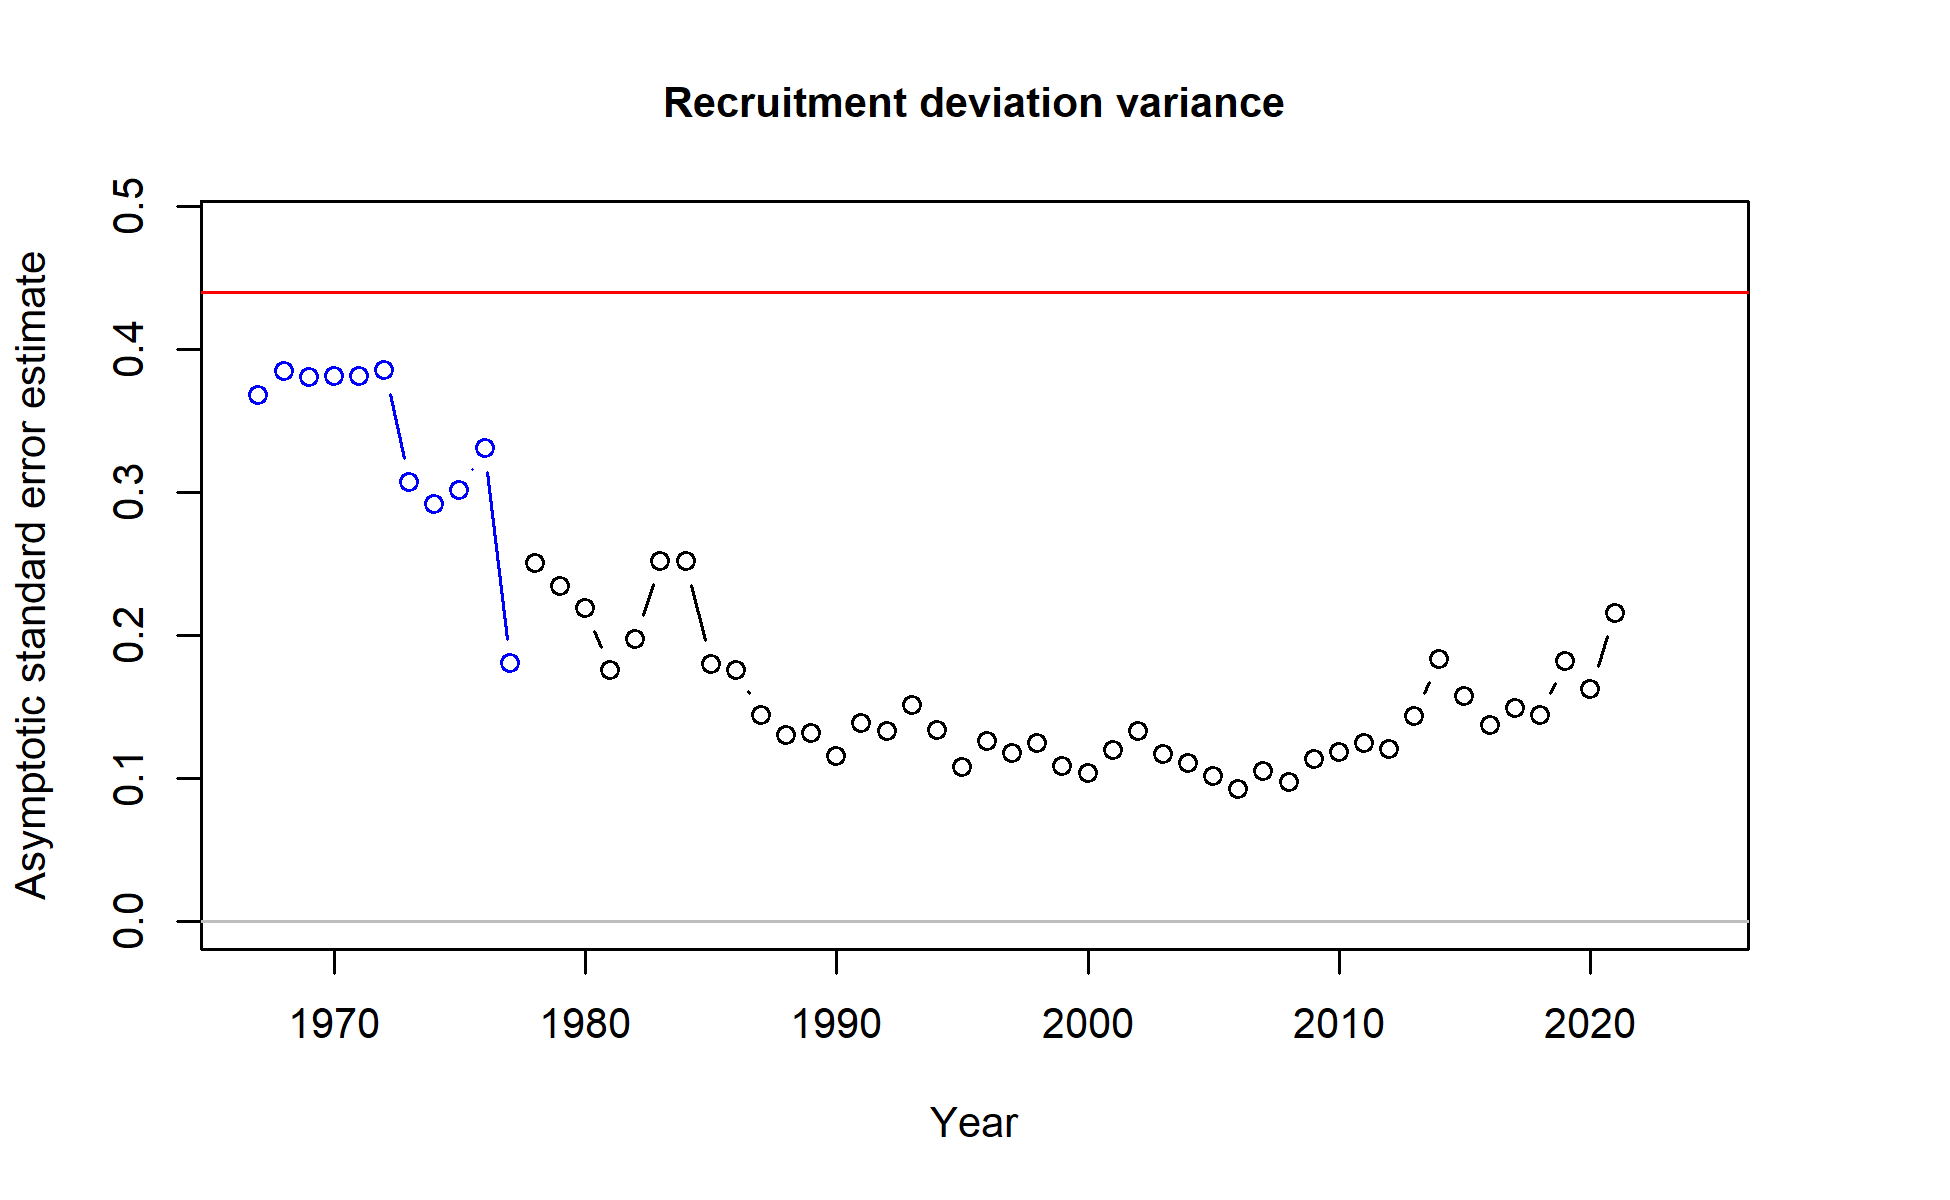 Recruitment deviation variance
Asymptotic standard error estimate
0.5
0.4
0.3
0.2
0.1
0.0
1970 1980 1990 2000 2010 2020
Year